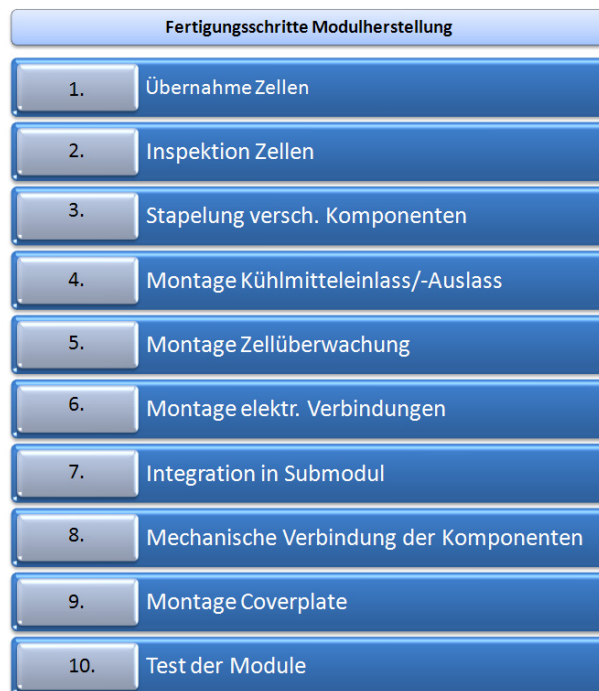 Fertigungsschritte Modulherstellung
1. Übernahme Zellen
2. Inspektion Zellen
3. Stapelung versch. Komponenten
4. Montage Kühlmitteleinlass/-Auslass
5. Montage Zellüberwachung
6. Montage elektr. Verbindungen
7. Integration in Submodul
8. Mechanische Verbindung der Komponenten
9. Montage Coverplate
10. Test der Module